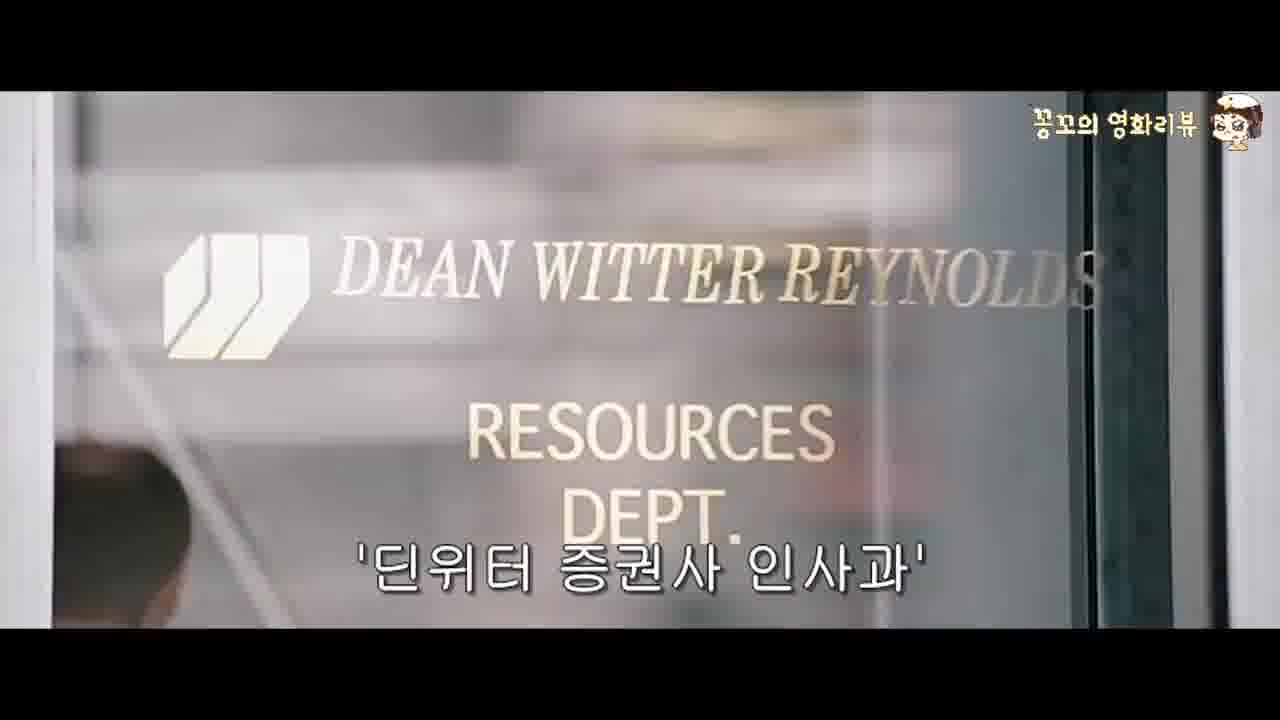 꽁꼬의 영화리뷰
DEAN WITTER REYNOLDS
RESOURCES
DEPT.
'딘위터 증권사 인사과'